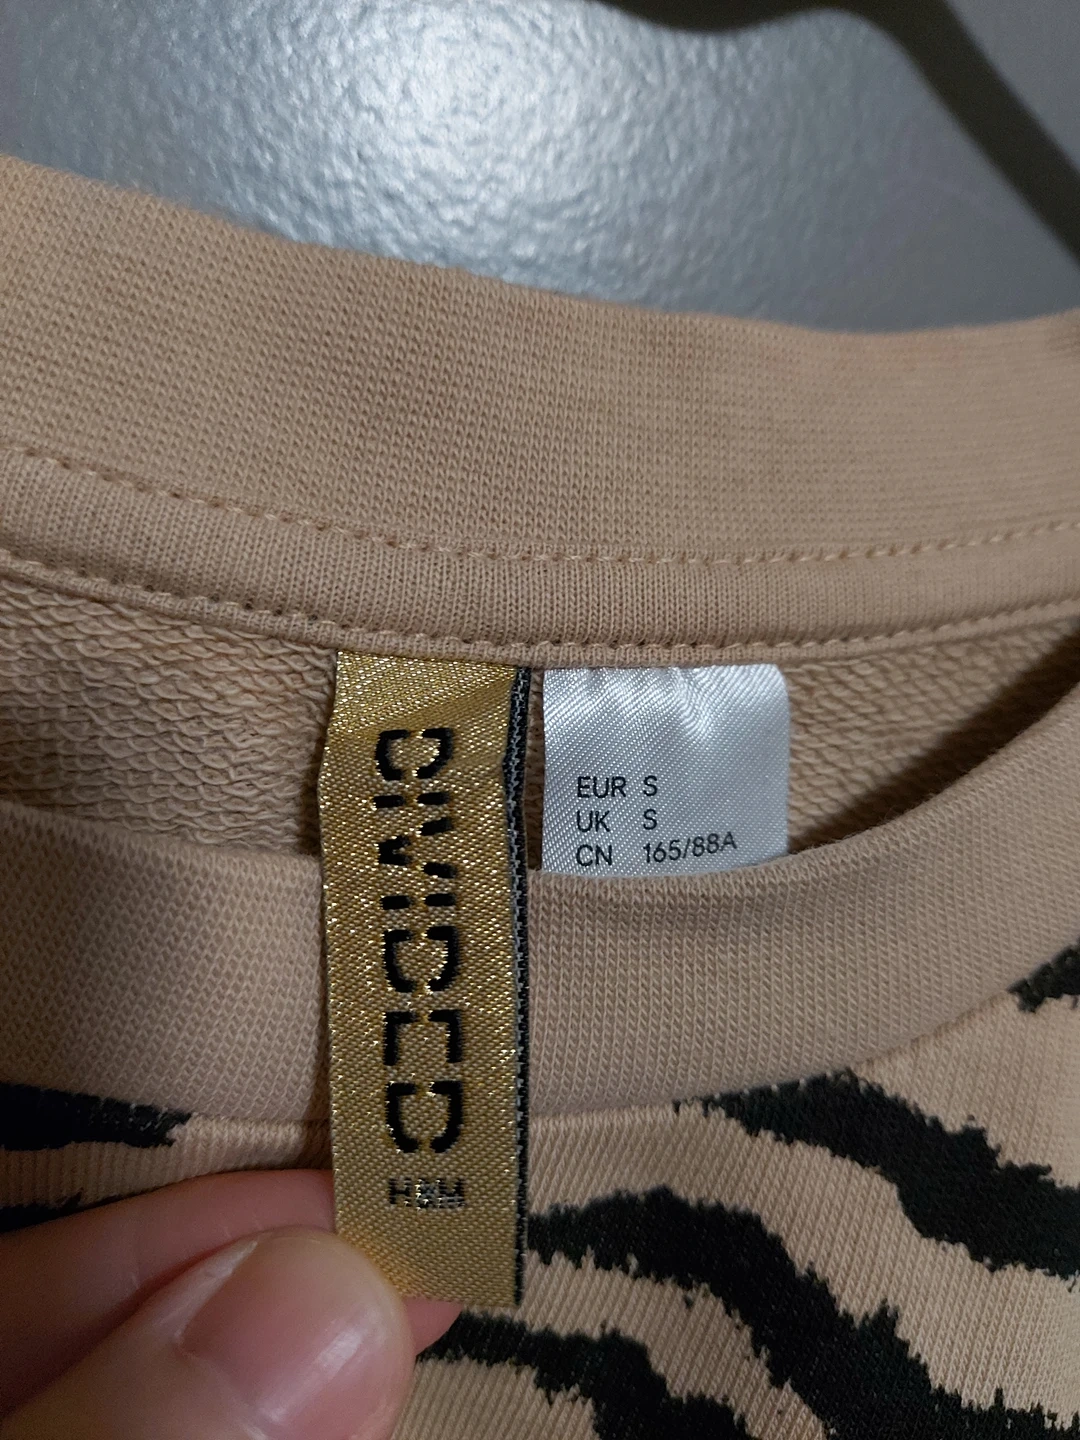 DIVIDED
H&M
EUR S
UK S
CN 165/88A